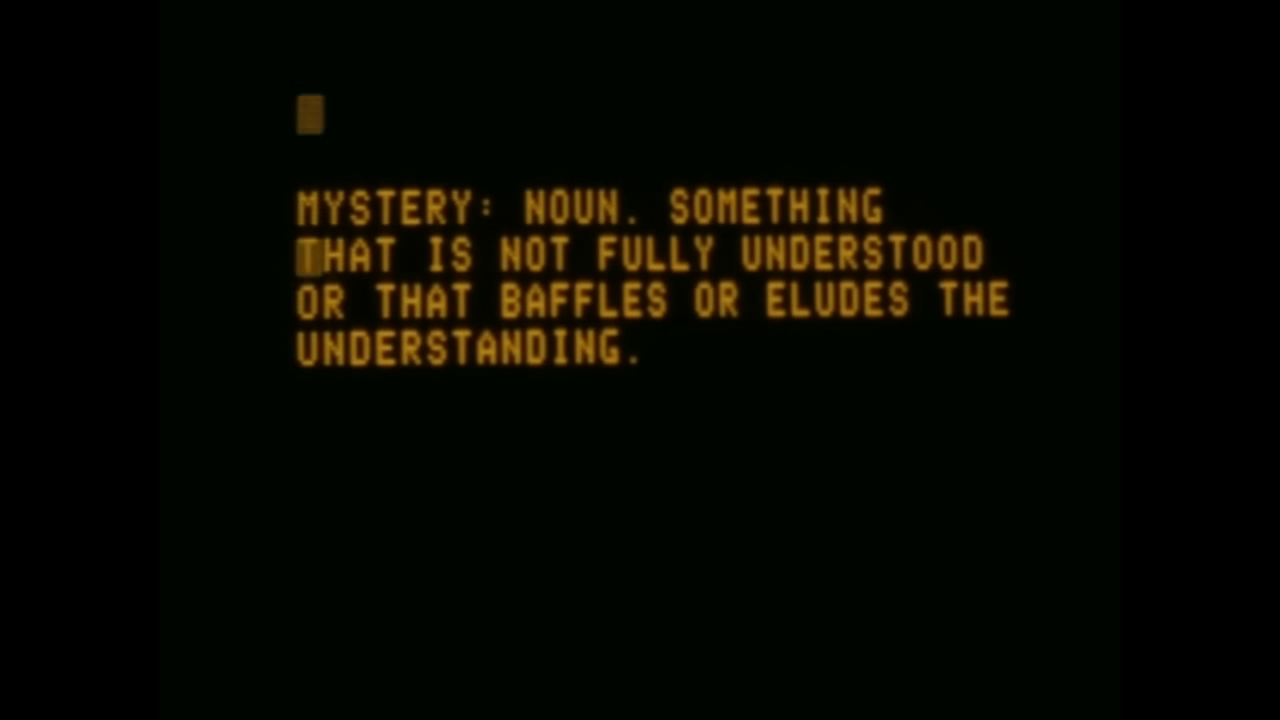 MYSTERY: NOUN. SOMETHING
THAT IS NOT FULLY UNDERSTOOD
OR THAT BAFFLES OR ELUDES THE
UNDERSTANDING.